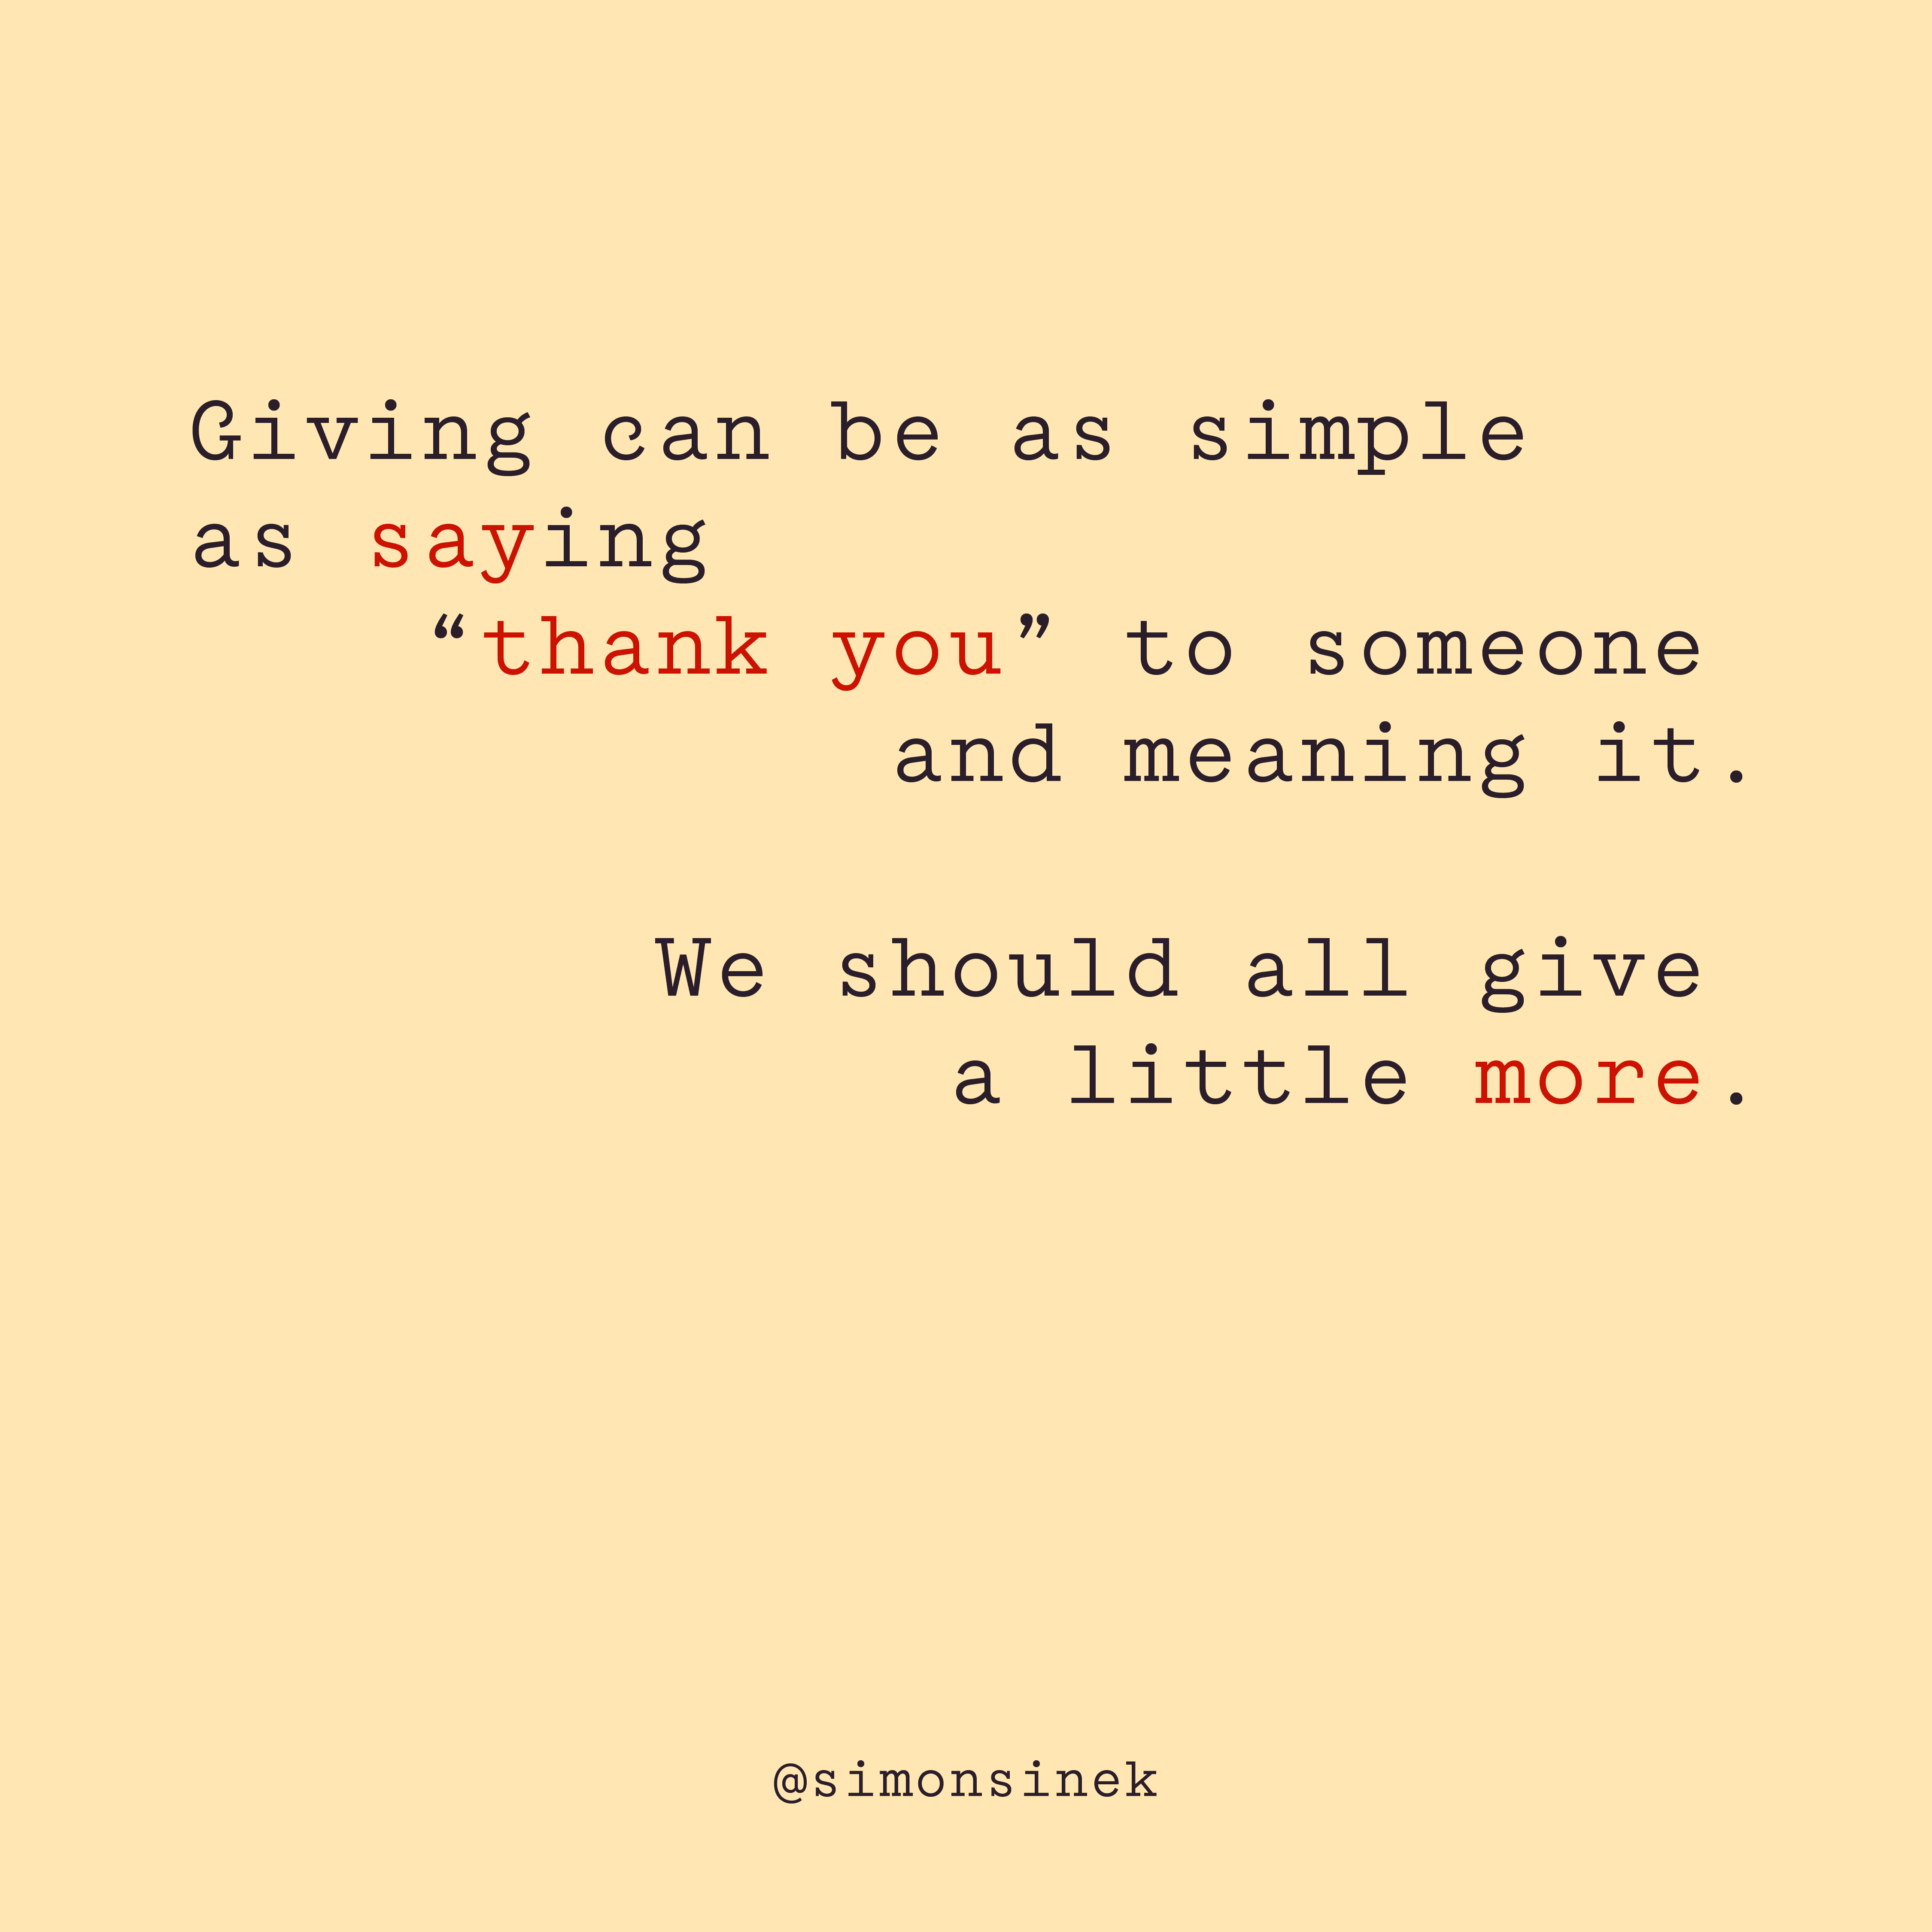 Giving can be as simple
as saying
“thank you” to someone
and meaning it.
We should all give
a little more.
@simonsinek